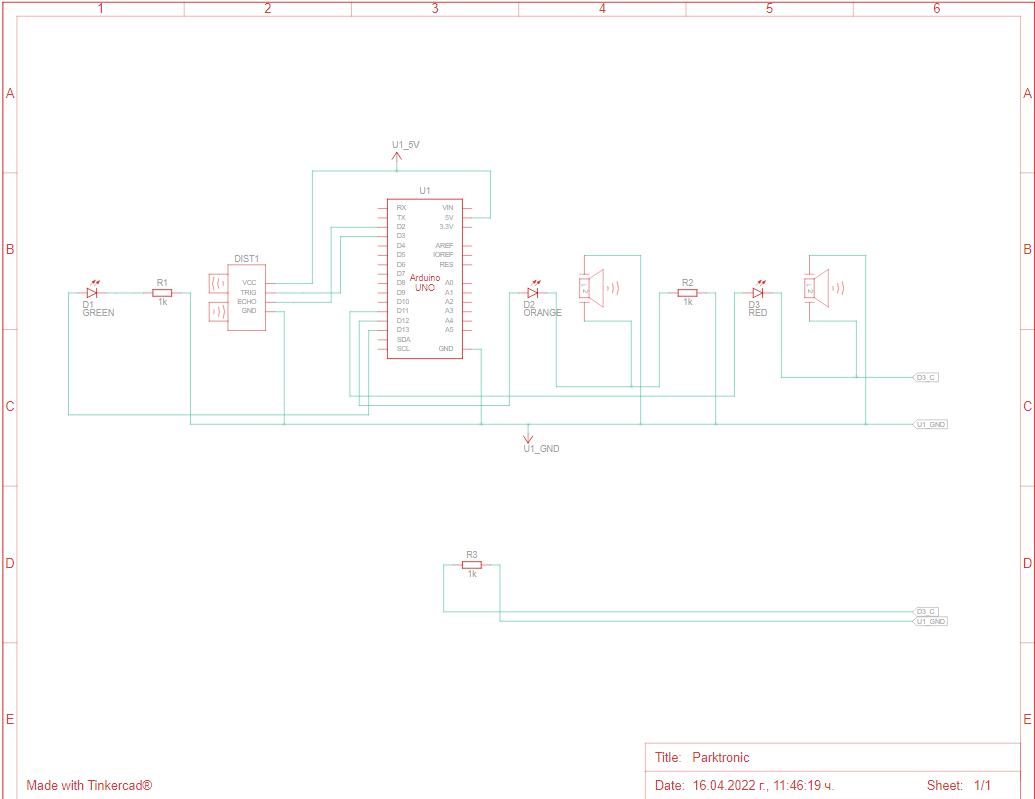 1 2 3 4 5 6
A A
U1_5V
U1
RX VIN
TX 5V
D2 3.3V
D3
D4 AREF
D5 IOREF
D6 RES
D7
D8 A0
D9 A1
D10 A2
D11 A3
D12 A4
D13 A5
SDA
SCL GND
Arduino
UNO
B B
DIST1
VCC
TRIG
ECHO
GND
R1
1k
D1
GREEN
D2
ORANGE
R2
1k
D3
RED
D3_C
C C
U1_GND
U1_GND
R3
1k
D D
D3_C
U1_GND
E E
Title: Parktronic
Made with Tinkercad®
Date: 16.04.2022 г., 11:46:19 ч.
Sheet: 1/1